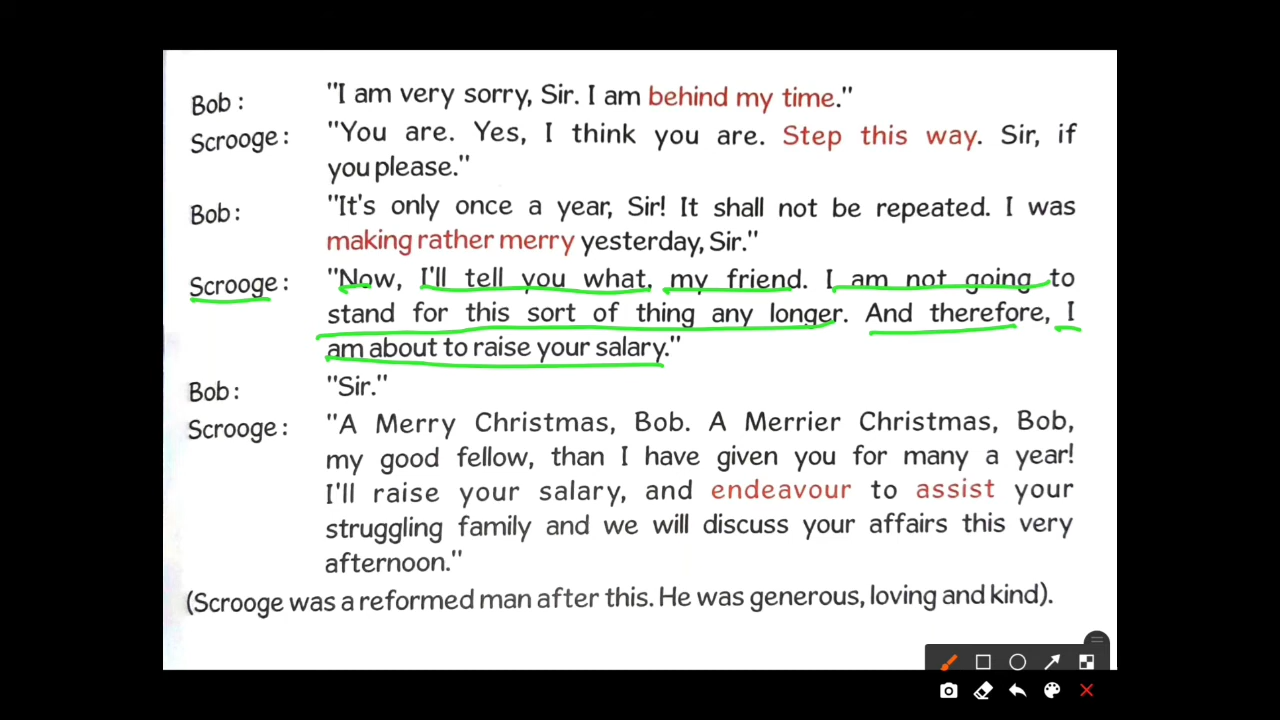 Bob : "I am very sorry, Sir. I am behind my time."
Scrooge : "You are. Yes, I think you are. Step this way. Sir, if
you please."
Bob : "It's only once a year, Sir! It shall not be repeated. I was
making rather merry yesterday, Sir."
Scrooge : "Now, I'll tell you what, my friend. I am not going to
stand for this sort of thing any longer. And therefore, I
am about to raise your salary."
Bob : "Sir."
Scrooge : "A Merry Christmas, Bob. A Merrier Christmas, Bob,
my good fellow, than I have given you for many a year!
I'll raise your salary, and endeavour to assist your
struggling family and we will discuss your affairs this very
afternoon."
(Scrooge was a reformed man after this. He was generous, loving and kind).